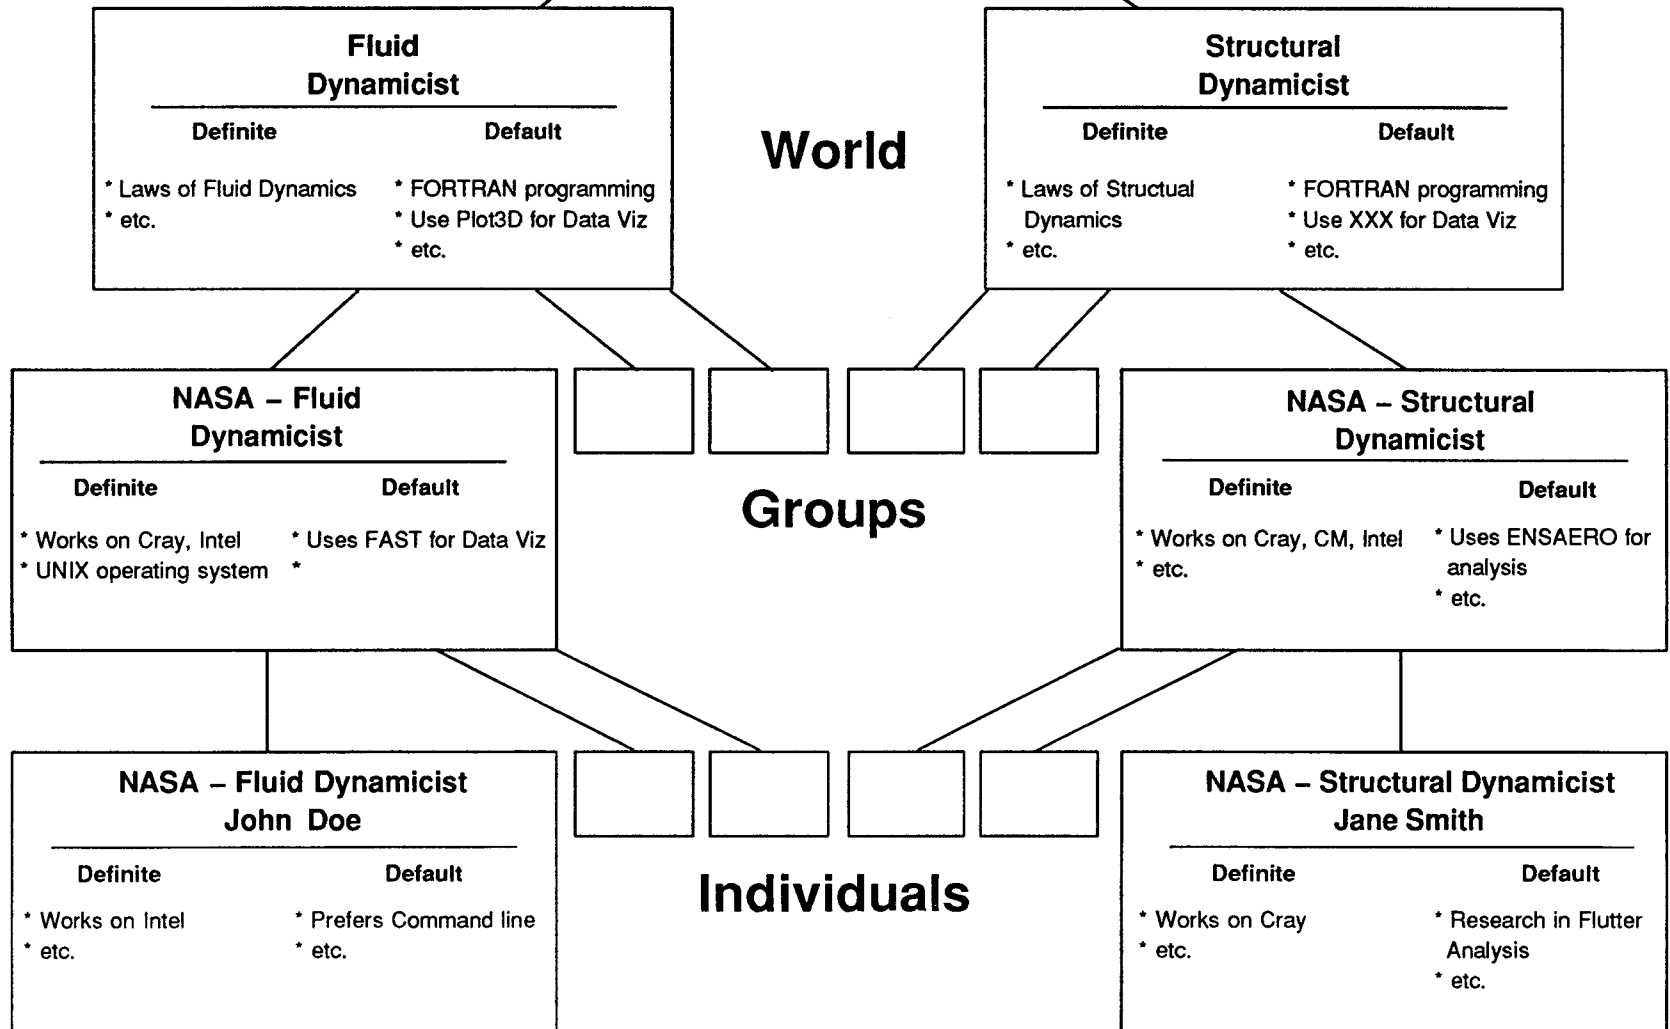 Fluid
Dynamicist
Definite
Default
* Laws of Fluid Dynamics
* etc.
* FORTRAN programming
* Use Plot3D for Data Viz
* etc.
World
Structural
Dynamicist
Definite
Default
* Laws of Structual
Dynamics
* etc.
* FORTRAN programming
* Use XXX for Data Viz
* etc.
NASA – Fluid
Dynamicist
Definite
Default
* Works on Cray, Intel
* UNIX operating system
* Uses FAST for Data Viz
*
Groups
NASA – Structural
Dynamicist
Definite
Default
* Works on Cray, CM, Intel
* etc.
* Uses ENSAERO for
analysis
* etc.
NASA – Fluid Dynamicist
John Doe
Definite
Default
* Works on Intel
* etc.
* Prefers Command line
* etc.
Individuals
NASA – Structural Dynamicist
Jane Smith
Definite
Default
* Works on Cray
* etc.
* Research in Flutter
Analysis
* etc.